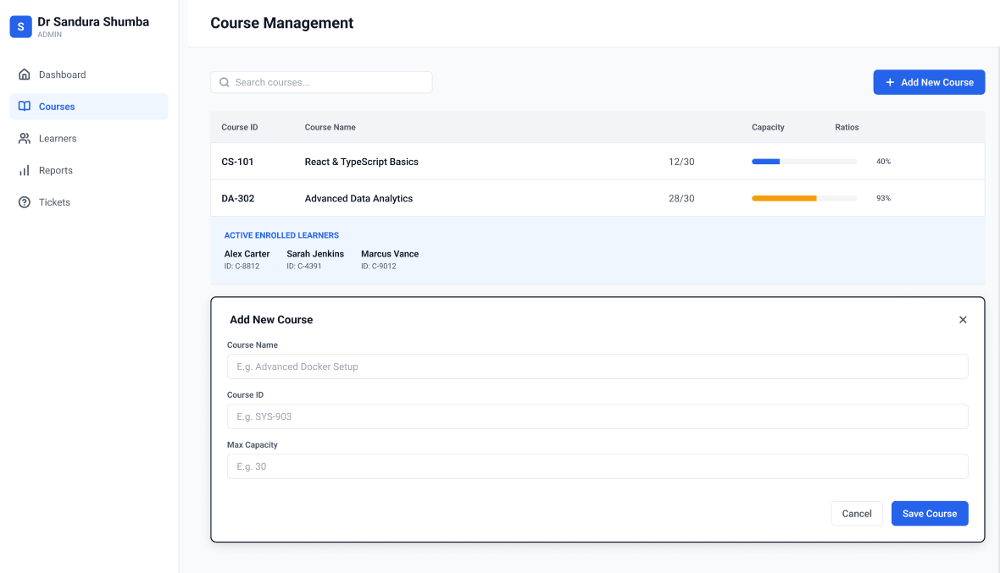 S
Dr Sandura Shumba
ADMIN
Dashboard
Courses
Learners
Reports
Tickets
Course Management
Search courses...
+ Add New Course
Course ID Course Name Capacity Ratios
CS-101 React & TypeScript Basics 12/30 40%
DA-302 Advanced Data Analytics 28/30 93%
ACTIVE ENROLLED LEARNERS
Alex Carter Sarah Jenkins Marcus Vance
ID: C-8812 ID: C-4391 ID: C-9012
Add New Course
Course Name
E.g. Advanced Docker Setup
Course ID
E.g. SYS-903
Max Capacity
E.g. 30
Cancel Save Course